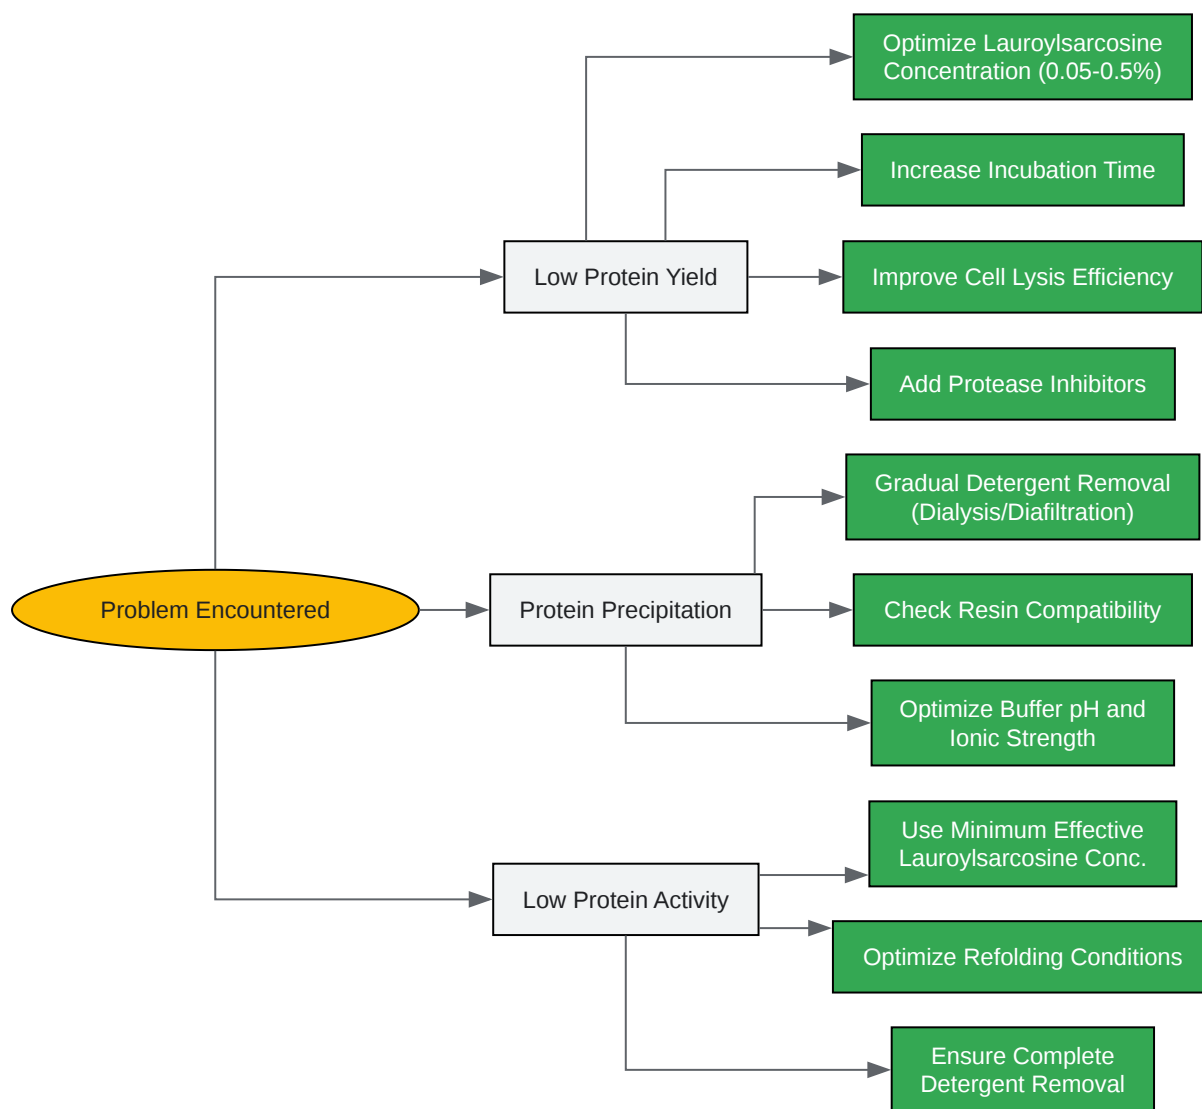 Optimize Lauroylsarcosine
Concentration (0.05-0.5%)
Increase Incubation Time
Low Protein Yield
Improve Cell Lysis Efficiency
Add Protease Inhibitors
Gradual Detergent Removal
(Dialysis/Diafiltration)
Problem Encountered
Protein Precipitation
Check Resin Compatibility
Optimize Buffer pH and
Ionic Strength
Use Minimum Effective
Lauroylsarcosine Conc.
Low Protein Activity
Optimize Refolding Conditions
Ensure Complete
Detergent Removal